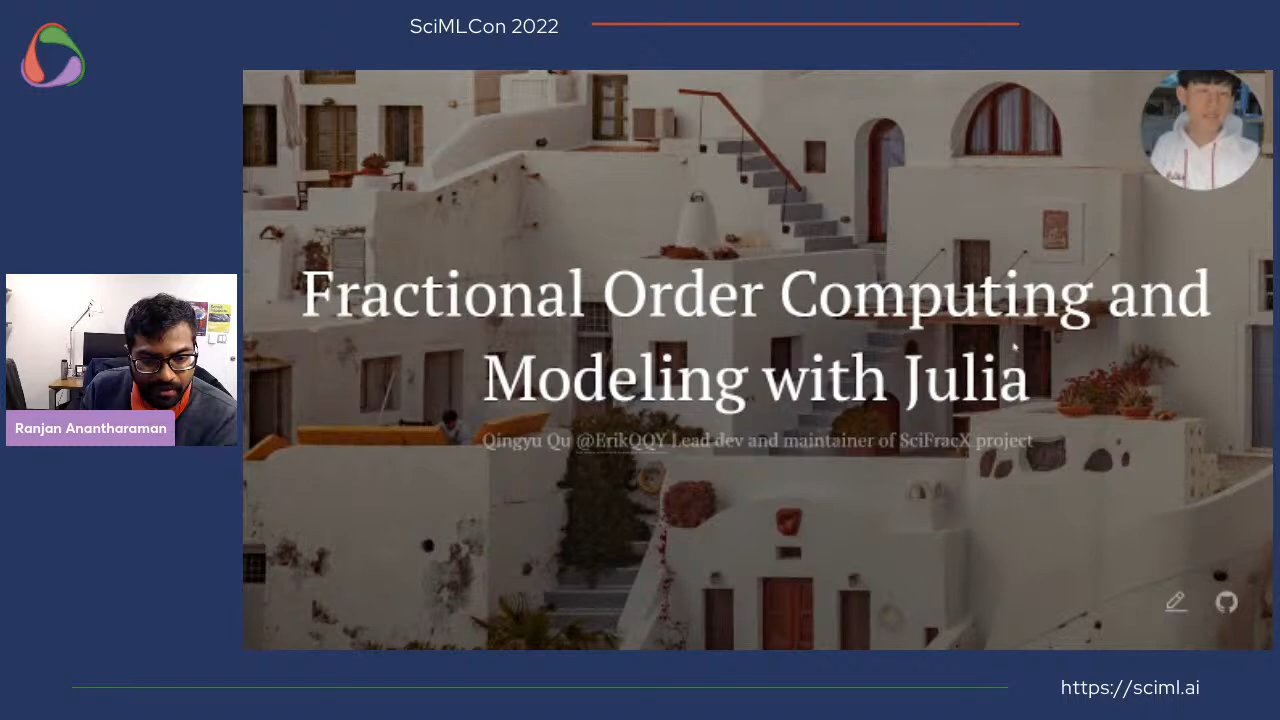 SciMLCon 2022
Fractional Order Computing and
Modeling with Julia
Qingyu Qu @ErikQQY Lead dev and maintainer of SciFracX project
Ranjan Anantharaman
https://sciml.ai